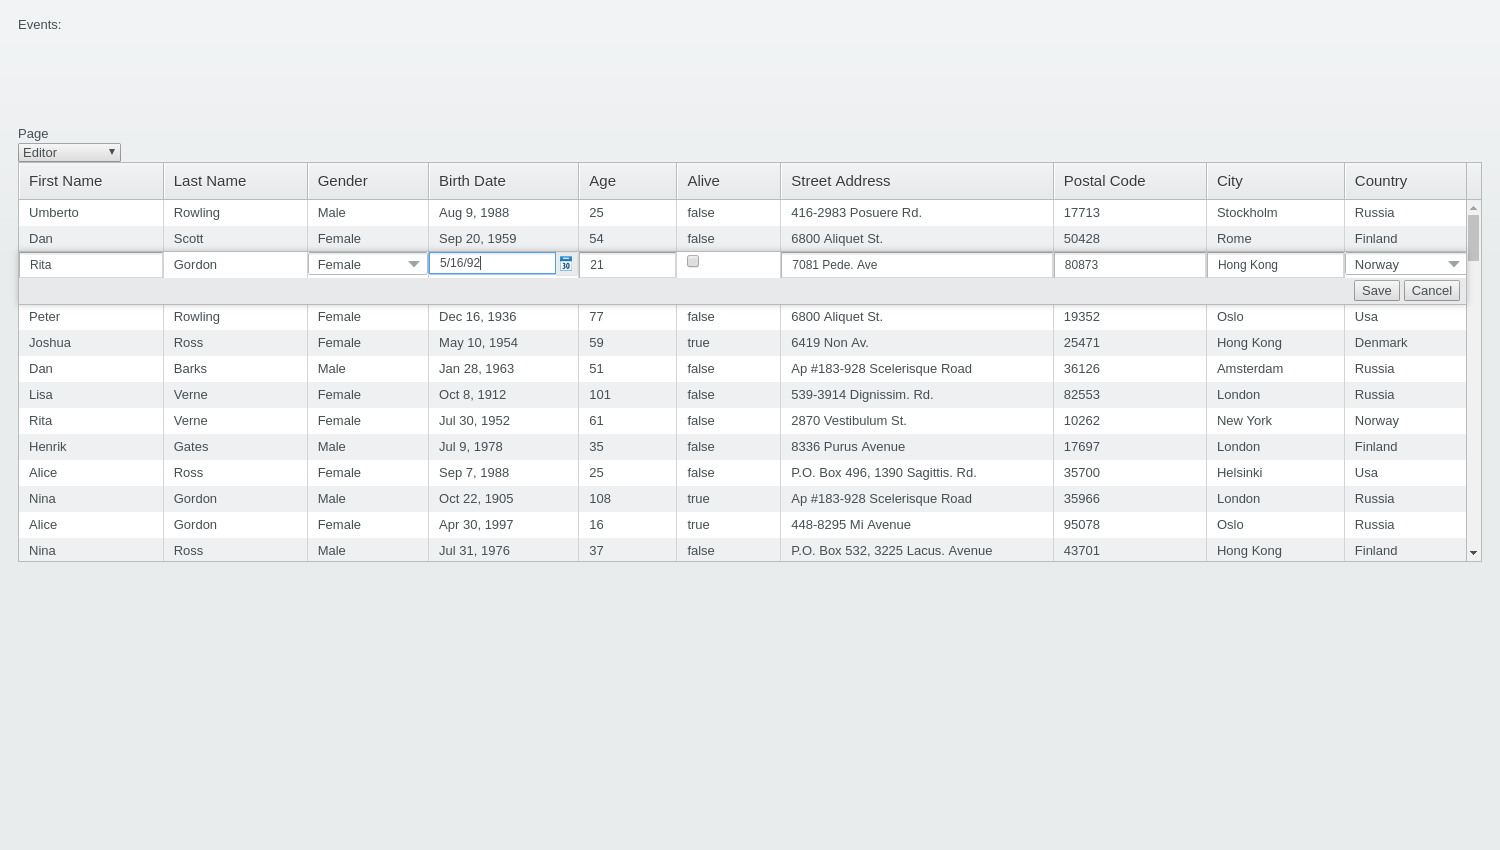 Events:
Page
Editor
First Name Last Name Gender Birth Date Age Alive Street Address Postal Code City Country
Umberto Rowling Male Aug 9, 1988 25 false 416-2983 Posuere Rd. 17713 Stockholm Russia
Dan Scott Female Sep 20, 1959 54 false 6800 Aliquet St. 50428 Rome Finland
Rita Gordon Female 5/16/92 30 21 7081 Pede. Ave 80873 Hong Kong Norway
Save Cancel
Peter Rowling Female Dec 16, 1936 77 false 6800 Aliquet St. 19352 Oslo Usa
Joshua Ross Female May 10, 1954 59 true 6419 Non Av. 25471 Hong Kong Denmark
Dan Barks Male Jan 28, 1963 51 false Ap #183-928 Scelerisque Road 36126 Amsterdam Russia
Lisa Verne Female Oct 8, 1912 101 false 539-3914 Dignissim. Rd. 82553 London Russia
Rita Verne Female Jul 30, 1952 61 false 2870 Vestibulum St. 10262 New York Norway
Henrik Gates Male Jul 9, 1978 35 false 8336 Purus Avenue 17697 London Finland
Alice Ross Female Sep 7, 1988 25 false P.O. Box 496, 1390 Sagittis. Rd. 35700 Helsinki Usa
Nina Gordon Male Oct 22, 1905 108 true Ap #183-928 Scelerisque Road 35966 London Russia
Alice Gordon Female Apr 30, 1997 16 true 448-8295 Mi Avenue 95078 Oslo Russia
Nina Ross Male Jul 31, 1976 37 false P.O. Box 532, 3225 Lacus. Avenue 43701 Hong Kong Finland